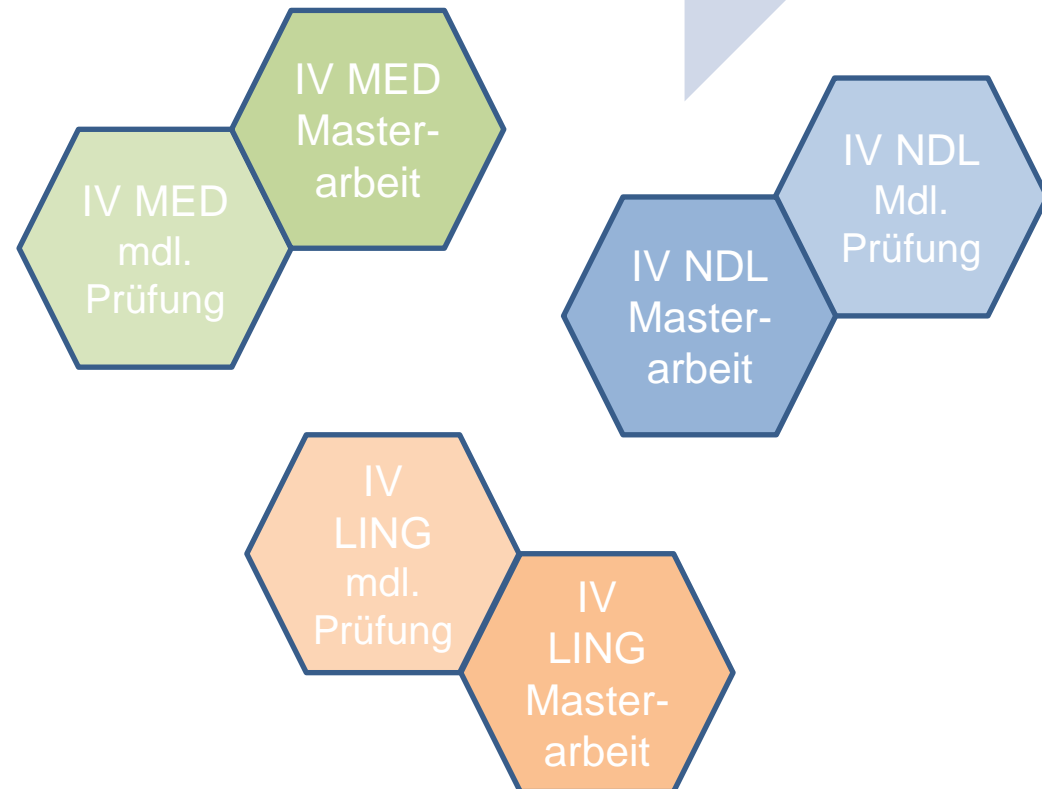 IV MED
Master-
arbeit
IV MED
mdl.
Prüfung
IV NDL
Mdl.
Prüfung
IV NDL
Master-
arbeit
IV
LING
mdl.
Prüfung
IV
LING
Master-
arbeit